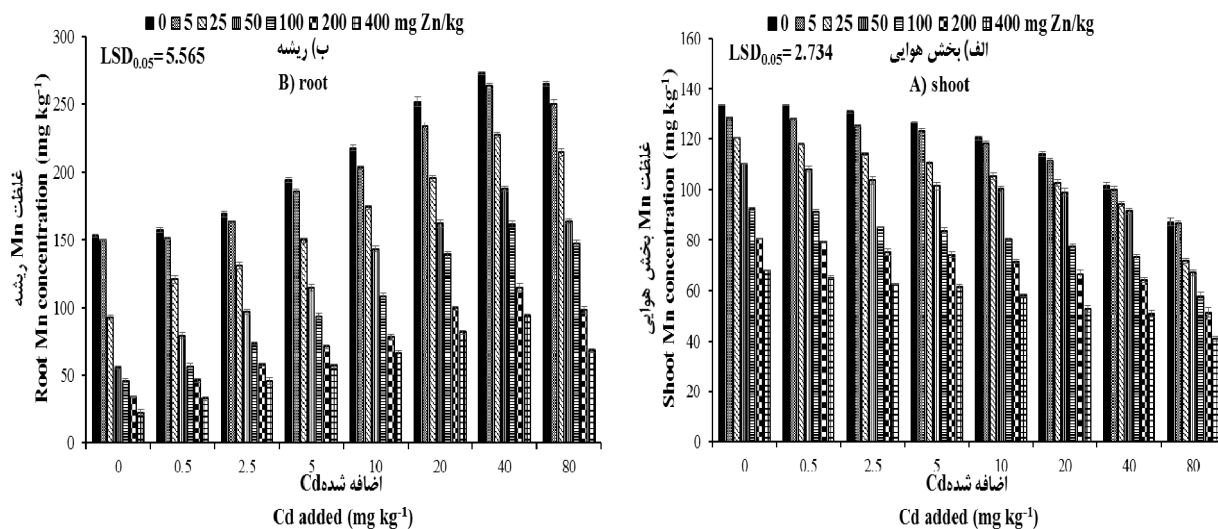 0 5 25 50 100 200 400 mg Zn/kg
LSD0.05= 5.565
ب) ریشه
B) root
غلظت Mn ریشه
Root Mn concentration (mg kg-1)
300
250
200
150
100
50
0
0 0.5 2.5 5 10 20 40 80
Cd اضافه شده
Cd added (mg kg-1)
0 5 25 50 100 200 400 mg Zn/kg
LSD0.05= 2.734
الف) بخش هوایی
A) shoot
غلظت Mn بخش هوایی
Shoot Mn concentration (mg kg-1)
160
140
120
100
80
60
40
20
0
0 0.5 2.5 5 10 20 40 80
Cd اضافه شده
Cd added (mg kg-1)